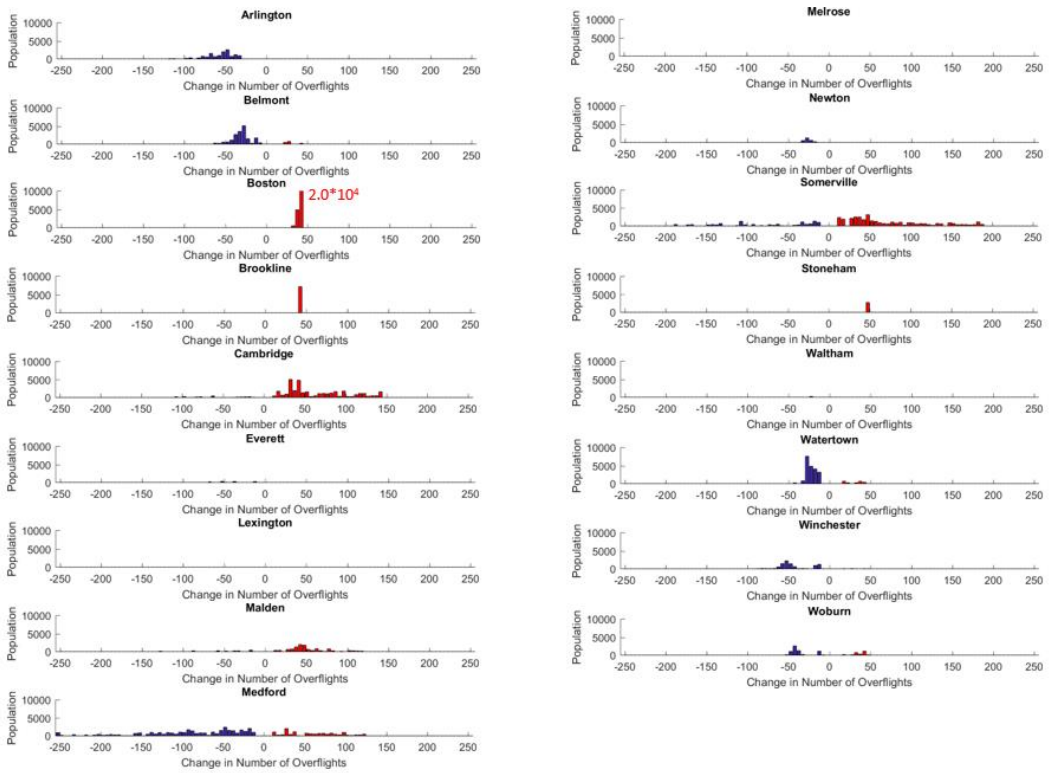 Arlington
Population
10000
5000
0
-250 -200 -150 -100 -50 0 50 100 150 200 250
Change in Number of Overflights
Belmont
Population
10000
5000
0
-250 -200 -150 -100 -50 0 50 100 150 200 250
Change in Number of Overflights
Boston
Population
10000
5000
0
2.0*10⁴
-250 -200 -150 -100 -50 0 50 100 150 200 250
Change in Number of Overflights
Brookline
Population
10000
5000
0
-250 -200 -150 -100 -50 0 50 100 150 200 250
Change in Number of Overflights
Cambridge
Population
10000
5000
0
-250 -200 -150 -100 -50 0 50 100 150 200 250
Change in Number of Overflights
Everett
Population
10000
5000
0
-250 -200 -150 -100 -50 0 50 100 150 200 250
Change in Number of Overflights
Lexington
Population
10000
5000
0
-250 -200 -150 -100 -50 0 50 100 150 200 250
Change in Number of Overflights
Malden
Population
10000
5000
0
-250 -200 -150 -100 -50 0 50 100 150 200 250
Change in Number of Overflights
Medford
Population
10000
5000
0
-250 -200 -150 -100 -50 0 50 100 150 200 250
Change in Number of Overflights
Melrose
Population
10000
5000
0
-250 -200 -150 -100 -50 0 50 100 150 200 250
Change in Number of Overflights
Newton
Population
10000
5000
0
-250 -200 -150 -100 -50 0 50 100 150 200 250
Change in Number of Overflights
Somerville
Population
10000
5000
0
-250 -200 -150 -100 -50 0 50 100 150 200 250
Change in Number of Overflights
Stoneham
Population
10000
5000
0
-250 -200 -150 -100 -50 0 50 100 150 200 250
Change in Number of Overflights
Waltham
Population
10000
5000
0
-250 -200 -150 -100 -50 0 50 100 150 200 250
Change in Number of Overflights
Watertown
Population
10000
5000
0
-250 -200 -150 -100 -50 0 50 100 150 200 250
Change in Number of Overflights
Winchester
Population
10000
5000
0
-250 -200 -150 -100 -50 0 50 100 150 200 250
Change in Number of Overflights
Woburn
Population
10000
5000
0
-250 -200 -150 -100 -50 0 50 100 150 200 250
Change in Number of Overflights